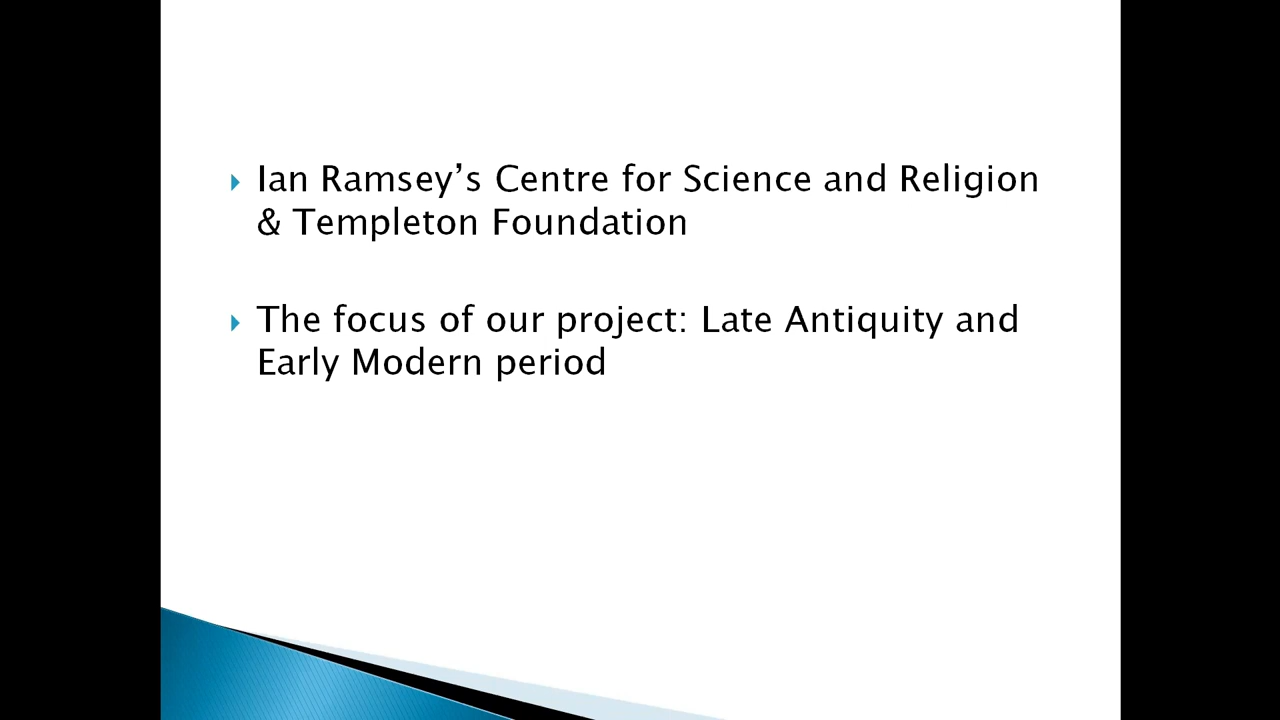 Ian Ramsey’s Centre for Science and Religion
& Templeton Foundation
The focus of our project: Late Antiquity and
Early Modern period